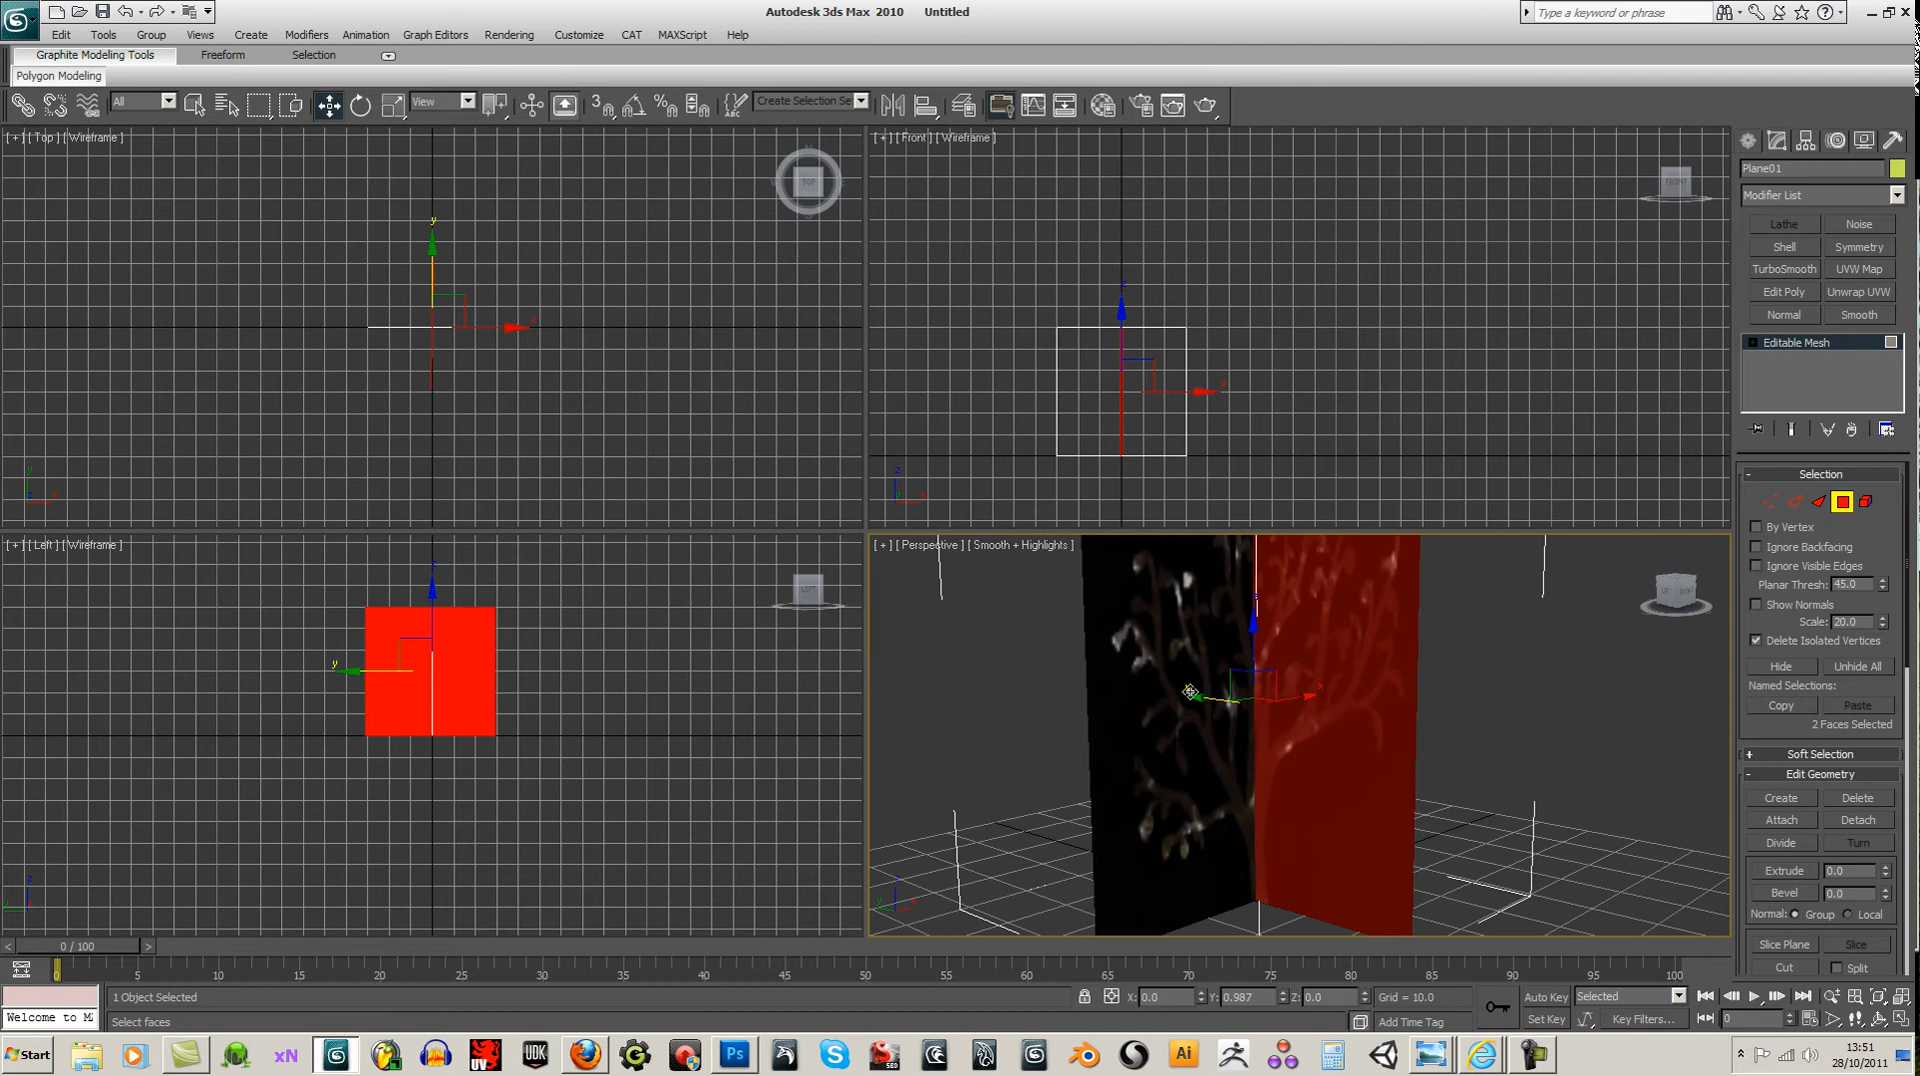 Autodesk 3ds Max 2010 Untitled
Type a keyword or phrase
Edit Tools Group Views Create Modifiers Animation Graph Editors Rendering Customize CAT MAXScript Help
Graphite Modeling Tools Freeform Selection
Polygon Modeling
All View Create Selection Se
[ + ] [ Top ] [ Wireframe ]
[ + ] [ Front ] [ Wireframe ]
TOP
FRONT
Plane01
Modifier List
Lathe Noise
Shell Symmetry
TurboSmooth UVW Map
Edit Poly Unwrap UVW
Normal Smooth
Editable Mesh
Selection
By Vertex
Ignore Backfacing
Ignore Visible Edges
Planar Thresh: 45.0
Show Normals
Scale: 20.0
Delete Isolated Vertices
Hide Unhide All
Named Selections:
Copy Paste
2 Faces Selected
Soft Selection
Edit Geometry
Create Delete
Attach Detach
Divide Turn
Extrude 0.0
Bevel 0.0
Normal: Group Local
Slice Plane Slice
Cut Split
[ + ] [ Left ] [ Wireframe ]
[ + ] [ Perspective ] [ Smooth + Highlights ]
LEFT
0 / 100
0 5 10 15 20 25 30 35 40 45 50 55 60 65 70 75 80 85 90 95 100
1 Object Selected X: 0.0 Y: 0.987 Z: 0.0 Grid = 10.0 Auto Key Selected
Welcome to M Select faces Add Time Tag Set Key Key Filters... 0
Start xN UDK Ps Ai
13:51
28/10/2011